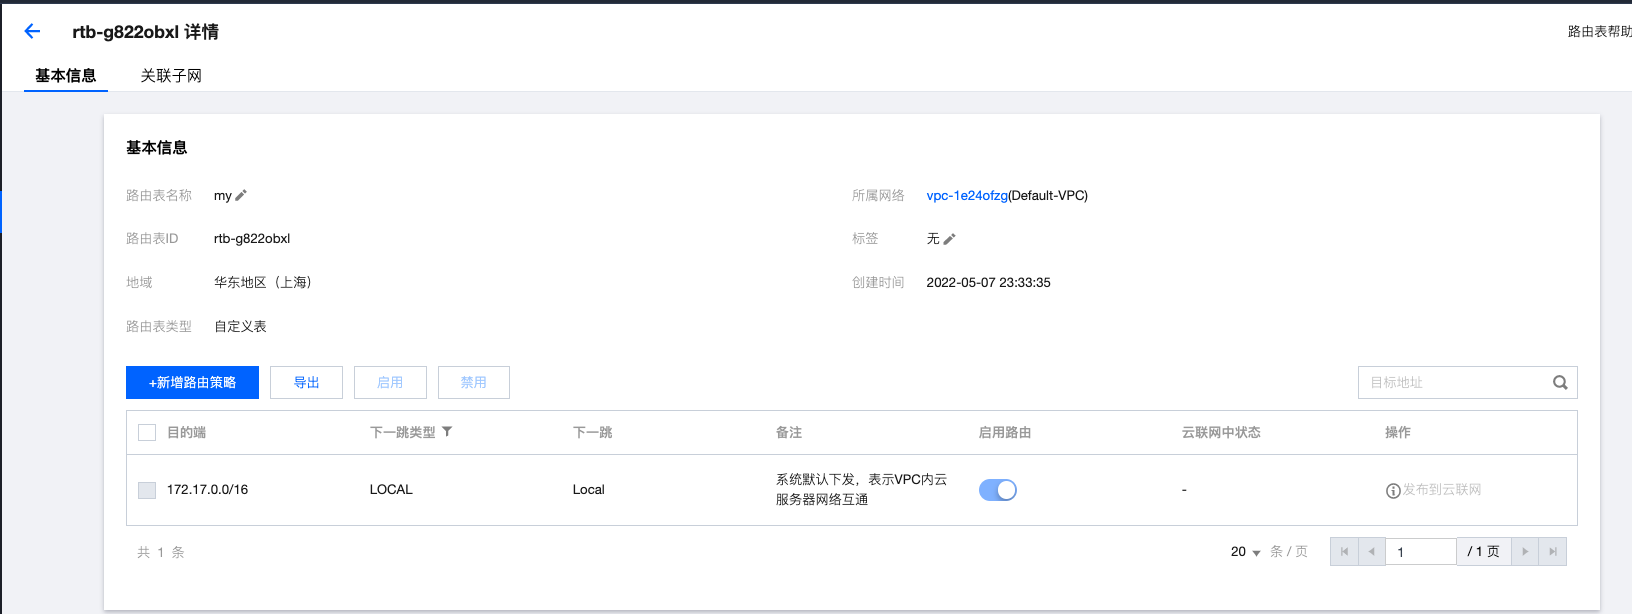 rtb-g822obxl 详情
路由表帮助
基本信息
关联子网
基本信息
路由表名称 my
所属网络 vpc-1e24ofzg(Default-VPC)
路由表ID rtb-g822obxl
标签 无
地域 华东地区（上海）
创建时间 2022-05-07 23:33:35
路由表类型 自定义表
+新增路由策略 导出 启用 禁用 目标地址
目的端 下一跳类型 下一跳 备注 启用路由 云联网中状态 操作
172.17.0.0/16 LOCAL Local 系统默认下发，表示VPC内云
服务器网络互通
- 发布到云联网
共 1 条
20 条 / 页 1 / 1 页